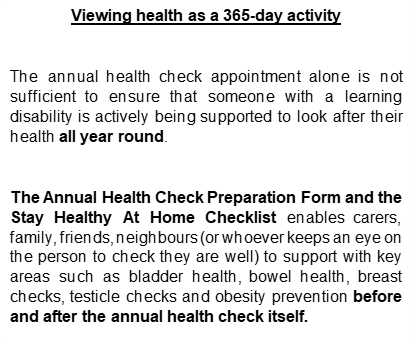 Viewing health as a 365-day activity
The annual health check appointment alone is not
sufficient to ensure that someone with a learning
disability is actively being supported to look after their
health all year round.
The Annual Health Check Preparation Form and the
Stay Healthy At Home Checklist enables carers,
family, friends, neighbours (or whoever keeps an eye on
the person to check they are well) to support with key
areas such as bladder health, bowel health, breast
checks, testicle checks and obesity prevention before
and after the annual health check itself.